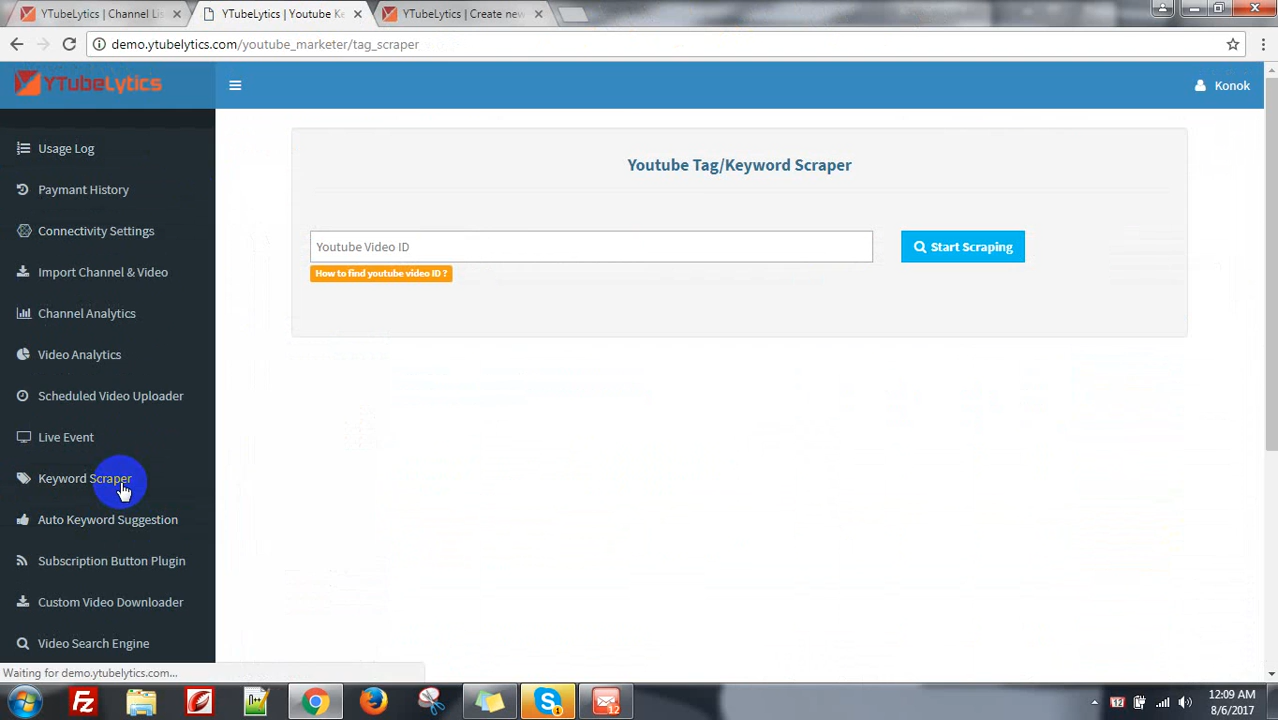 YTubeLytics | Channel Lis
YTubeLytics | Youtube Ke
YTubeLytics | Create new
demo.ytubelytics.com/youtube_marketer/tag_scraper
YTubeLytics
Konok
Usage Log
Paymant History
Connectivity Settings
Import Channel & Video
Channel Analytics
Video Analytics
Scheduled Video Uploader
Live Event
Keyword Scraper
Auto Keyword Suggestion
Subscription Button Plugin
Custom Video Downloader
Video Search Engine
Youtube Tag/Keyword Scraper
Youtube Video ID
Start Scraping
How to find youtube video ID ?
Waiting for demo.ytubelytics.com...
12:09 AM
8/6/2017